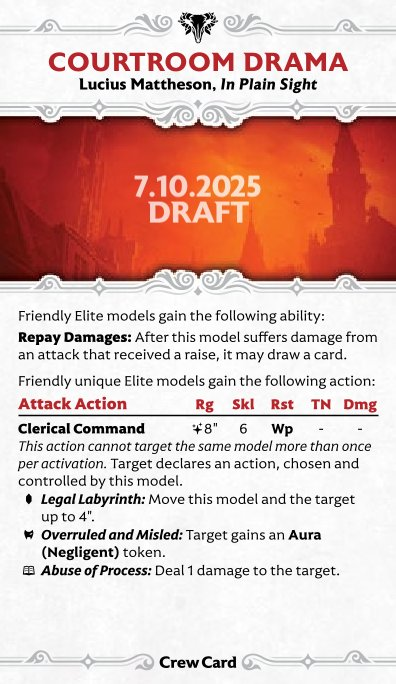 COURTROOM DRAMA
Lucius Mattheson, In Plain Sight
7.10.2025
DRAFT
Friendly Elite models gain the following ability:
Repay Damages: After this model suffers damage from
an attack that received a raise, it may draw a card.
Friendly unique Elite models gain the following action:
Attack Action Rg Skl Rst TN Dmg
Clerical Command 8" 6 Wp - -
This action cannot target the same model more than once
per activation. Target declares an action, chosen and
controlled by this model.
Legal Labyrinth: Move this model and the target
up to 4".
Overruled and Misled: Target gains an Aura
(Negligent) token.
Abuse of Process: Deal 1 damage to the target.
Crew Card